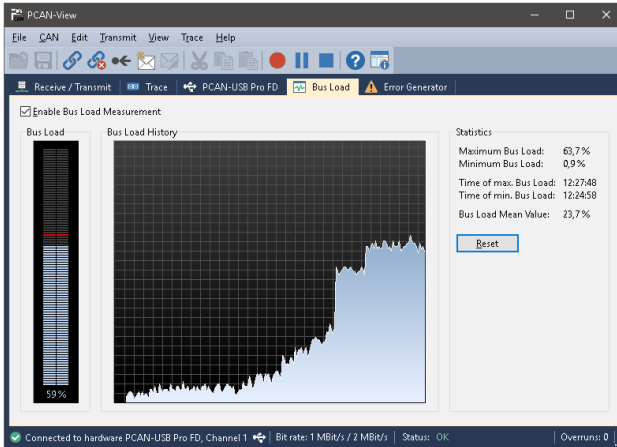 PCAN-View
File CAN Edit Transmit View Trace Help
Receive / Transmit Trace PCAN-USB Pro FD Bus Load Error Generator
Enable Bus Load Measurement
Bus Load Bus Load History Statistics
Maximum Bus Load: 63,7 %
Minimum Bus Load: 0,9 %
Time of max. Bus Load: 12:27:48
Time of min. Bus Load: 12:24:58
Bus Load Mean Value: 23,7 %
Reset
59 %
Connected to hardware PCAN-USB Pro FD, Channel 1 Bit rate: 1 MBit/s / 2 MBit/s Status: OK Overruns: 0